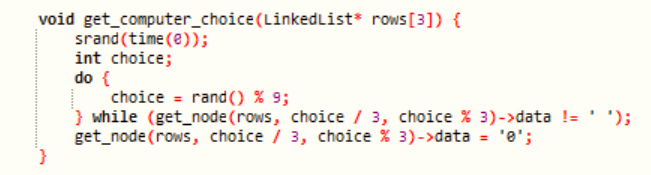 void get_computer_choice(LinkedList* rows[3]) {
srand(time(0));
int choice;
do {
choice = rand() % 9;
} while (get_node(rows, choice / 3, choice % 3)->data != ' ');
get_node(rows, choice / 3, choice % 3)->data = '0';
}